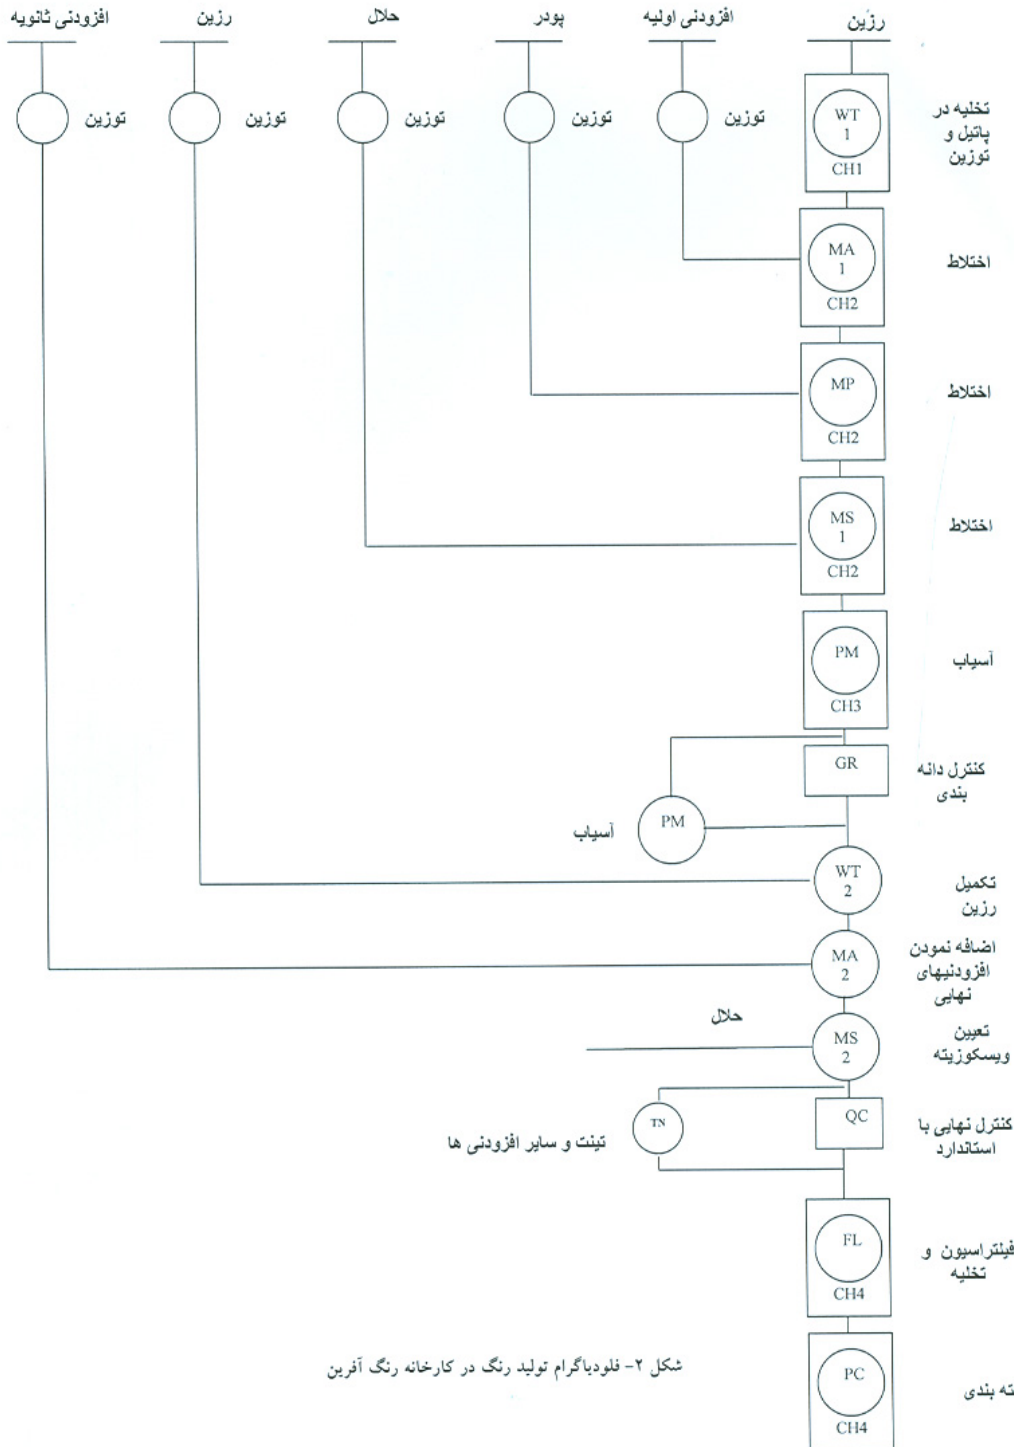 رزین
افزودنی اولیه
پودر
حلال
رزین
افزودنی ثانویه
تخلیه در
پاتیل و
توزین
WT
1
CH1
توزین
توزین
توزین
توزین
توزین
اختلاط
MA
1
CH2
اختلاط
MP
CH2
اختلاط
MS
1
CH2
آسیاب
PM
CH3
کنترل دانه
بندی
GR
PM
آسیاب
تکمیل
رزین
WT
2
اضافه نمودن
افزودنیهای
نهایی
MA
2
تعیین
ویسکوزیته
MS
2
حلال
کنترل نهایی با
استاندارد
QC
TN
تینت و سایر افزودنی ها
فیلتراسیون و
تخلیه
FL
CH4
ته بندی
PC
CH4
شکل ۲- فلودیاگرام تولید رنگ در کارخانه رنگ آفرین